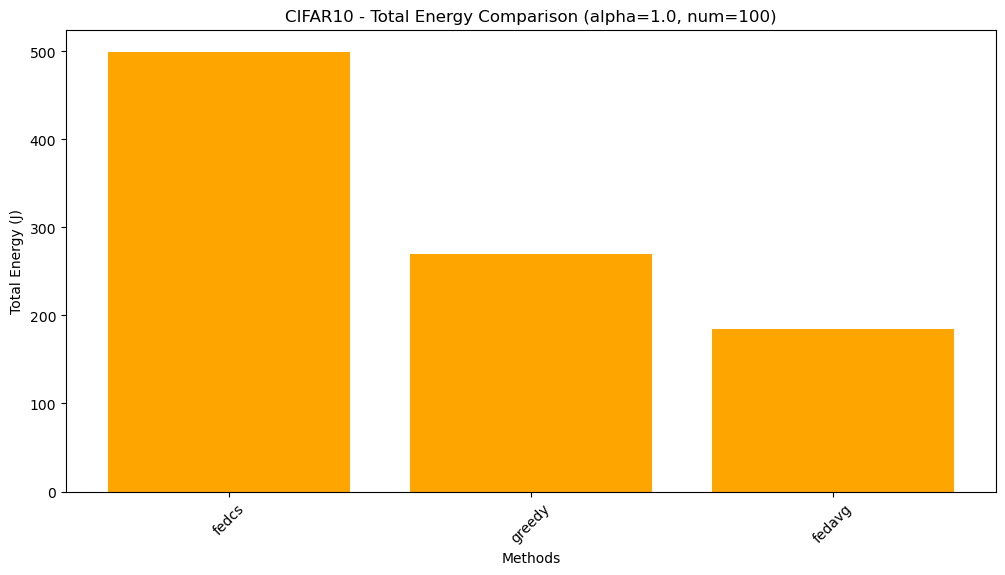 CIFAR10 - Total Energy Comparison (alpha=1.0, num=100)
Total Energy (J)
500
400
300
200
100
0
fedcs
greedy
fedavg
Methods